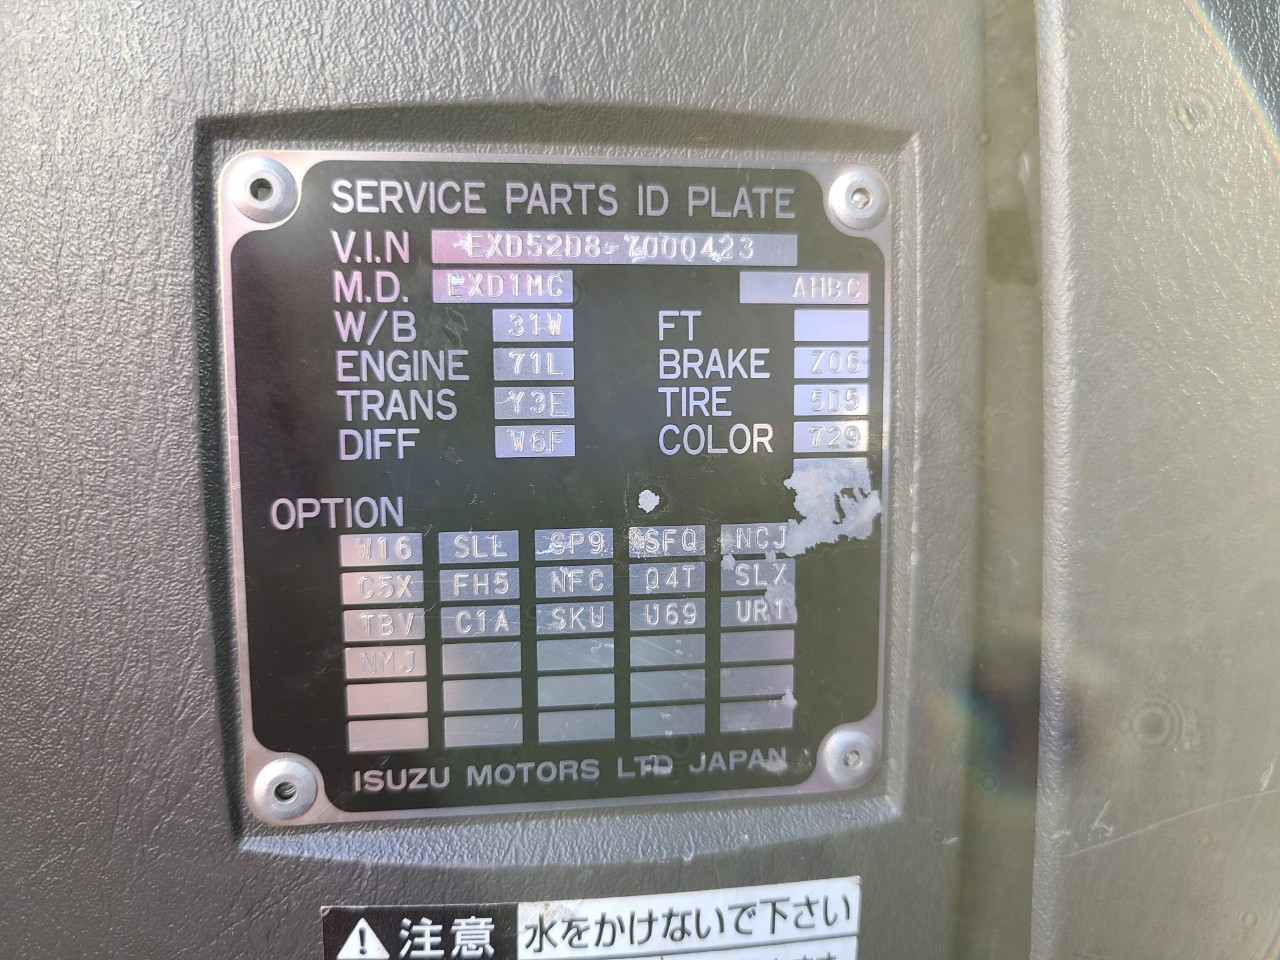 SERVICE PARTS ID PLATE
V.I.N EXD52D8-7000423
M.D. EXD1MC AHBC
W/B 31W FT
ENGINE 71L BRAKE Z06
TRANS Y3E TIRE 5D5
DIFF W6F COLOR 729
OPTION
W16 SLL SP9 SFQ NCJ
C5X FH5 NFC Q4T SLX
TBV C1A SKU U69 UR1
NMJ
ISUZU MOTORS LTD JAPAN
注意 水をかけないで下さい